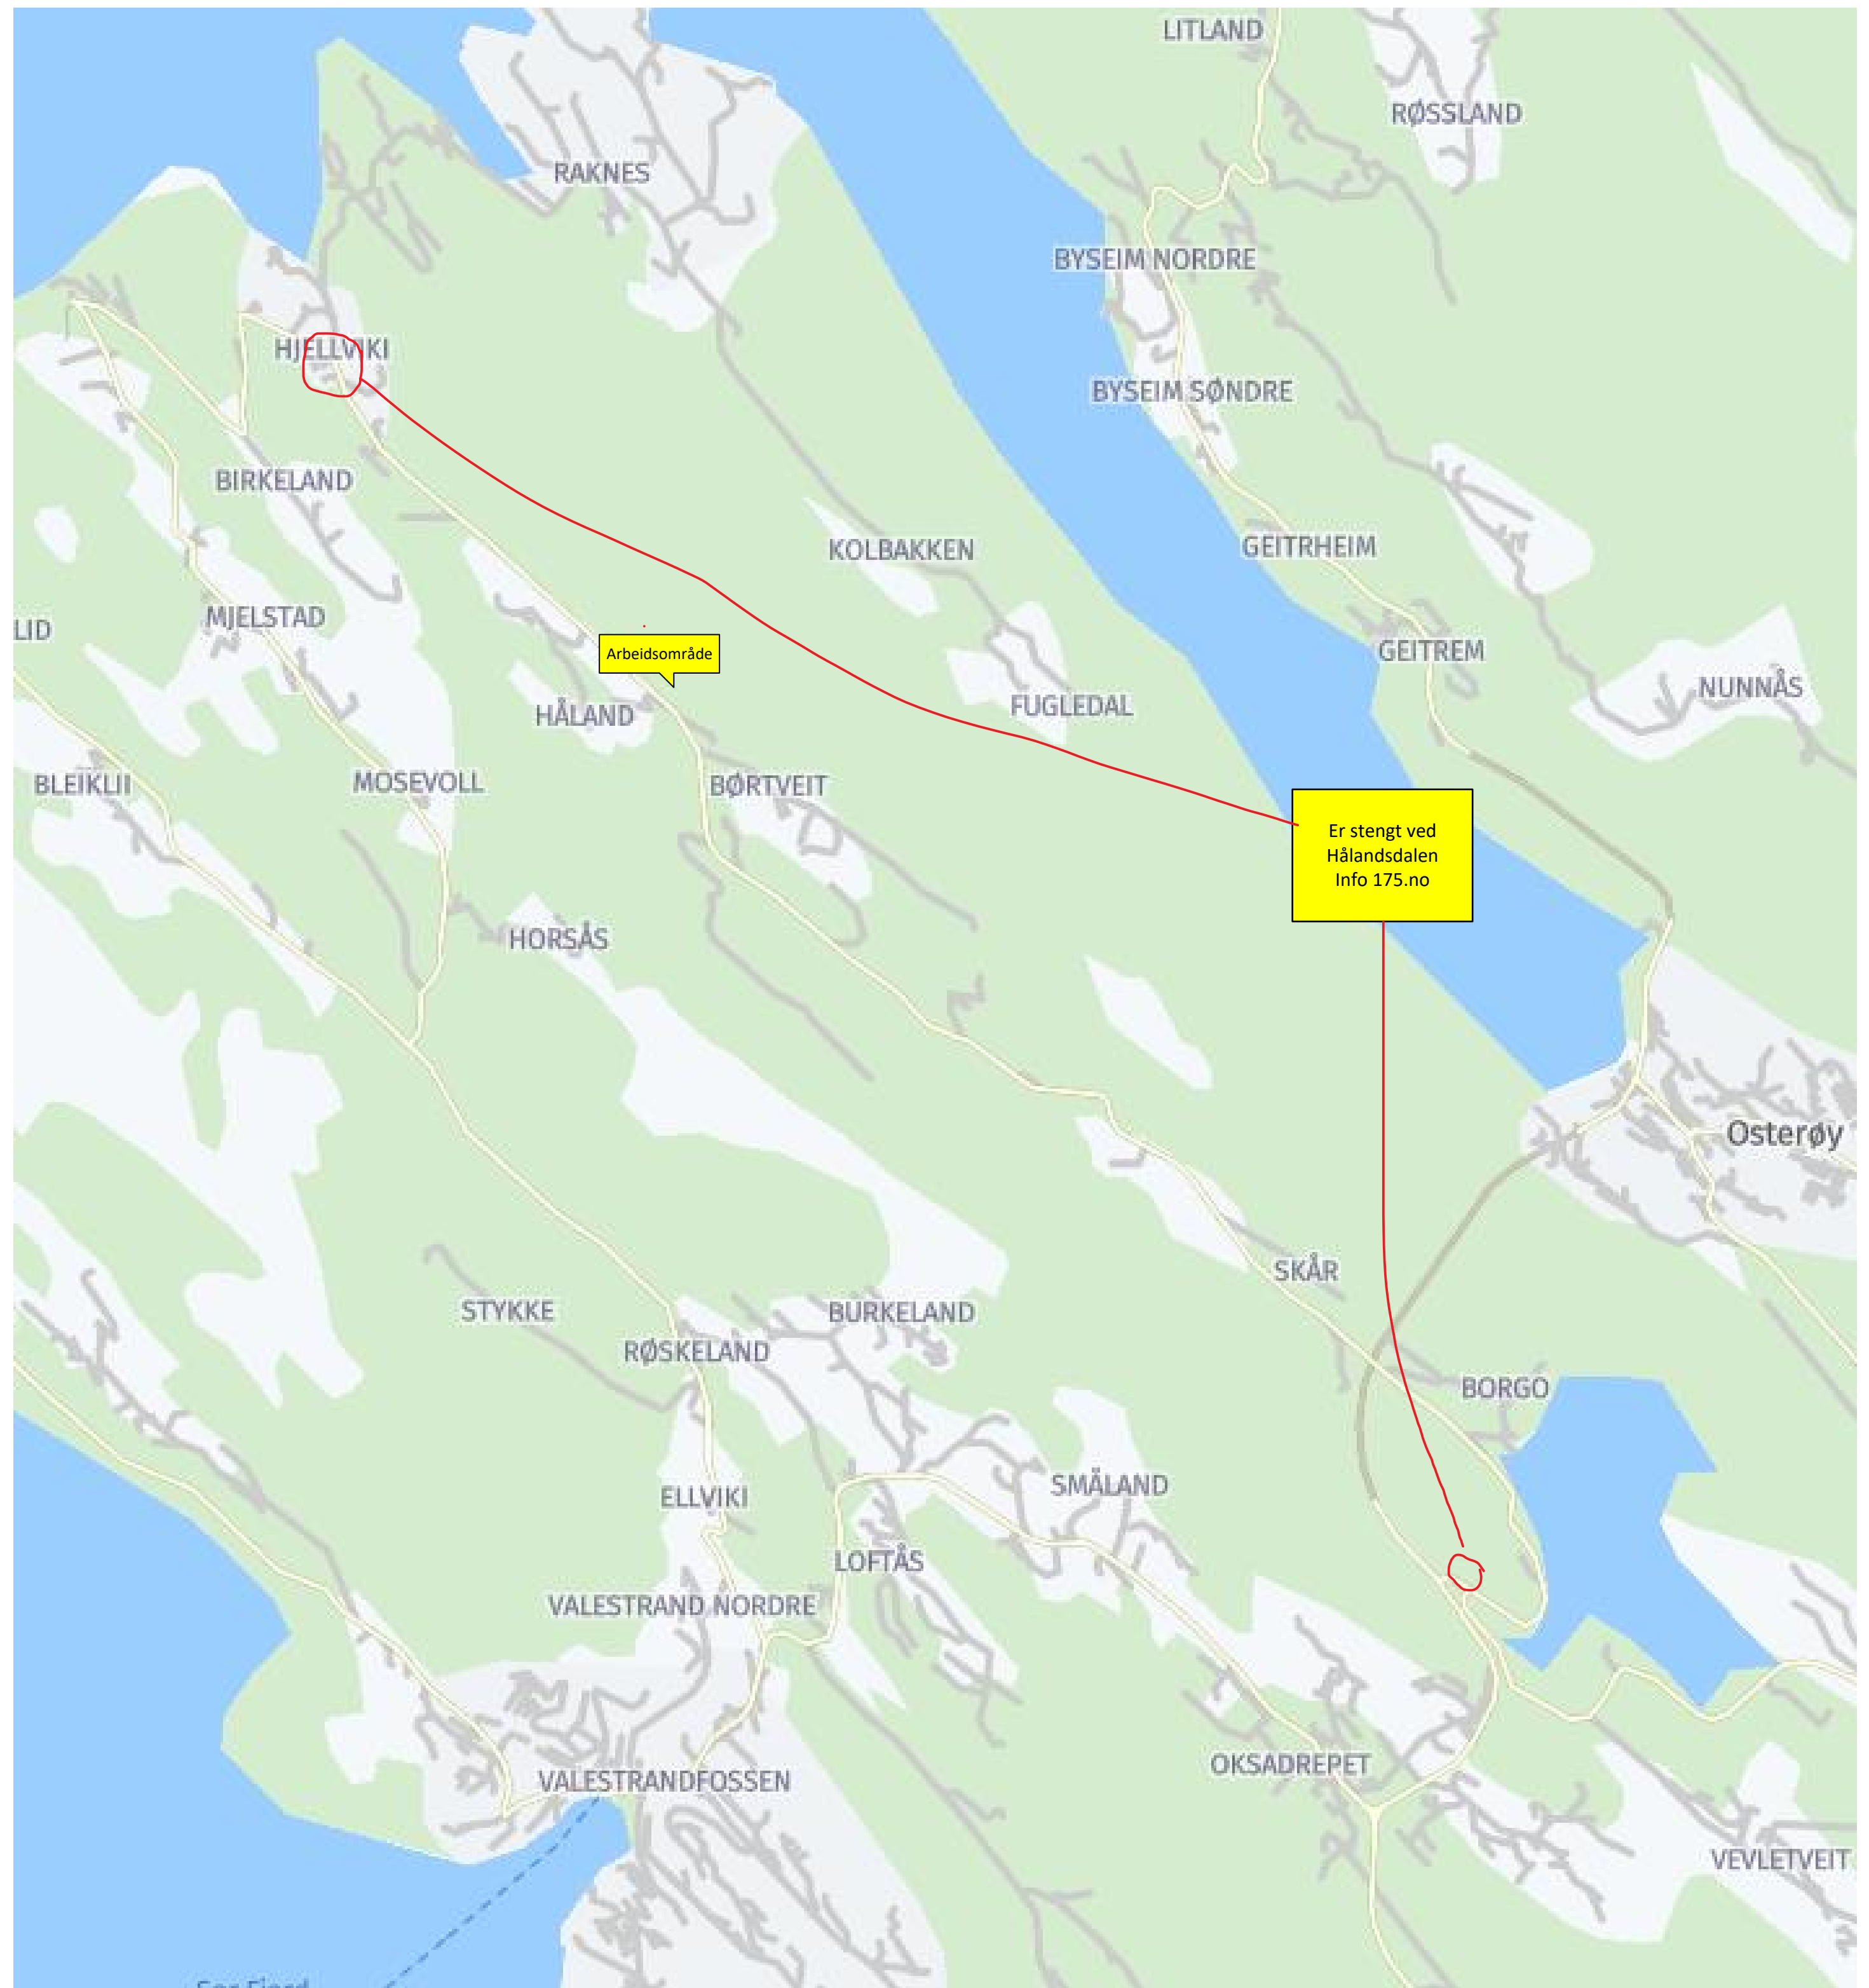 LITLAND
RØSSLAND
RAKNES
BYSEIM NORDRE
HJELLVIKI
BYSEIM SØNDRE
BIRKELAND
KOLBAKKEN
GEITRHEIM
MJELSTAD
LID
Arbeidsområde
GEITREM
NUNNÅS
FUGLEDAL
HÅLAND
BLEIKLII
MOSEVOLL
BØRTVEIT
Er stengt ved
Hålandsdalen
Info 175.no
HORSÅS
Osterøy
SKÅR
STYKKE
BURKELAND
RØSKELAND
BORGO
SMÅLAND
ELLVIKI
LOFTÅS
VALESTRAND NORDRE
OKSADREPET
VALESTRANDFOSSEN
VEVLETVEIT